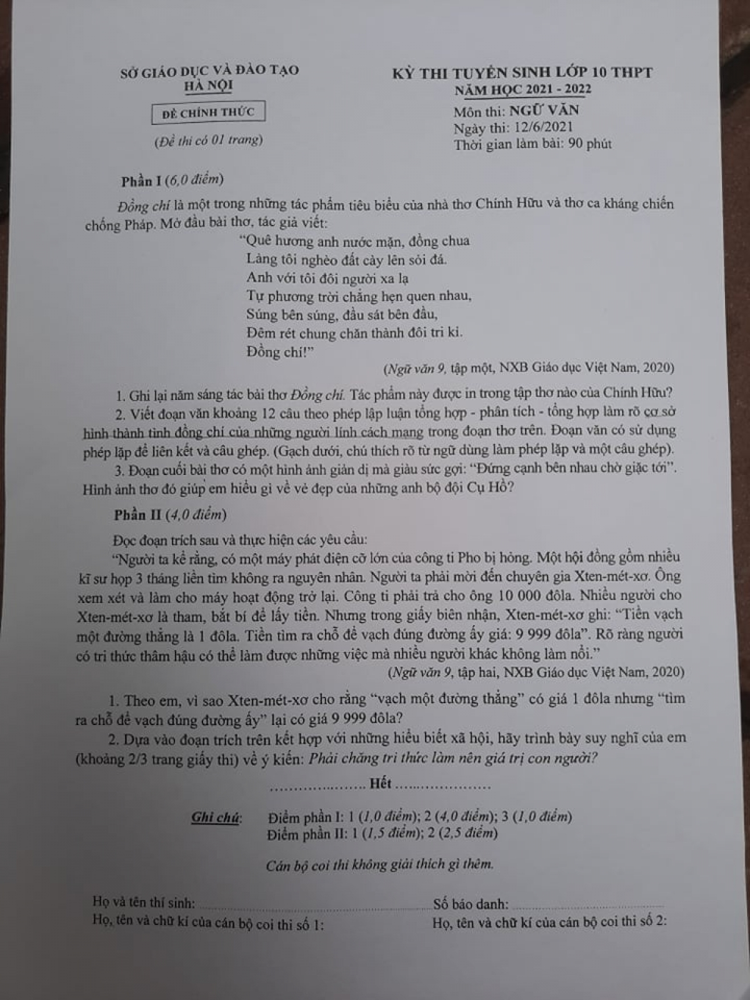 SỞ GIÁO DỤC VÀ ĐÀO TẠO
HÀ NỘI
ĐỀ CHÍNH THỨC
(Đề thi có 01 trang)
KỲ THI TUYỂN SINH LỚP 10 THPT
NĂM HỌC 2021 - 2022
Môn thi: NGỮ VĂN
Ngày thi: 12/6/2021
Thời gian làm bài: 90 phút
Phần I (6,0 điểm)
Đồng chí là một trong những tác phẩm tiêu biểu của nhà thơ Chính Hữu và thơ ca kháng chiến
chống Pháp. Mở đầu bài thơ, tác giả viết:
“Quê hương anh nước mặn, đồng chua
Làng tôi nghèo đất cày lên sỏi đá.
Anh với tôi đôi người xa lạ
Tự phương trời chẳng hẹn quen nhau,
Súng bên súng, đầu sát bên đầu,
Đêm rét chung chăn thành đôi tri kỉ.
Đồng chí!”
(Ngữ văn 9, tập một, NXB Giáo dục Việt Nam, 2020)
1. Ghi lại năm sáng tác bài thơ Đồng chí. Tác phẩm này được in trong tập thơ nào của Chính Hữu?
2. Viết đoạn văn khoảng 12 câu theo phép lập luận tổng hợp - phân tích - tổng hợp làm rõ cơ sở
hình thành tình đồng chí của những người lính cách mạng trong đoạn thơ trên. Đoạn văn có sử dụng
phép lặp để liên kết và câu ghép. (Gạch dưới, chú thích rõ từ ngữ dùng làm phép lặp và một câu ghép).
3. Đoạn cuối bài thơ có một hình ảnh giản dị mà giàu sức gợi: “Đứng cạnh bên nhau chờ giặc tới”.
Hình ảnh thơ đó giúp em hiểu gì về vẻ đẹp của những anh bộ đội Cụ Hồ?
Phần II (4,0 điểm)
Đọc đoạn trích sau và thực hiện các yêu cầu:
“Người ta kể rằng, có một máy phát điện cỡ lớn của công ti Pho bị hỏng. Một hội đồng gồm nhiều
kĩ sư họp 3 tháng liền tìm không ra nguyên nhân. Người ta phải mời đến chuyên gia Xten-mét-xơ. Ông
xem xét và làm cho máy hoạt động trở lại. Công ti phải trả cho ông 10 000 đôla. Nhiều người cho
Xten-mét-xơ là tham, bắt bí để lấy tiền. Nhưng trong giấy biên nhận, Xten-mét-xơ ghi: “Tiền vạch
một đường thẳng là 1 đôla. Tiền tìm ra chỗ để vạch đúng đường ấy giá: 9 999 đôla”. Rõ ràng người
có tri thức thâm hậu có thể làm được những việc mà nhiều người khác không làm nổi.”
(Ngữ văn 9, tập hai, NXB Giáo dục Việt Nam, 2020)
1. Theo em, vì sao Xten-mét-xơ cho rằng “vạch một đường thẳng” có giá 1 đôla nhưng “tìm
ra chỗ để vạch đúng đường ấy” lại có giá 9 999 đôla?
2. Dựa vào đoạn trích trên kết hợp với những hiểu biết xã hội, hãy trình bày suy nghĩ của em
(khoảng 2/3 trang giấy thi) về ý kiến: Phải chăng tri thức làm nên giá trị con người?
..................... Hết .....................
Ghi chú: Điểm phần I: 1 (1,0 điểm); 2 (4,0 điểm); 3 (1,0 điểm)
Điểm phần II: 1 (1,5 điểm); 2 (2,5 điểm)
Cán bộ coi thi không giải thích gì thêm.
Họ và tên thí sinh: ..................................................... Số báo danh: ...................................
Họ, tên và chữ kí của cán bộ coi thi số 1: Họ, tên và chữ kí của cán bộ coi thi số 2: